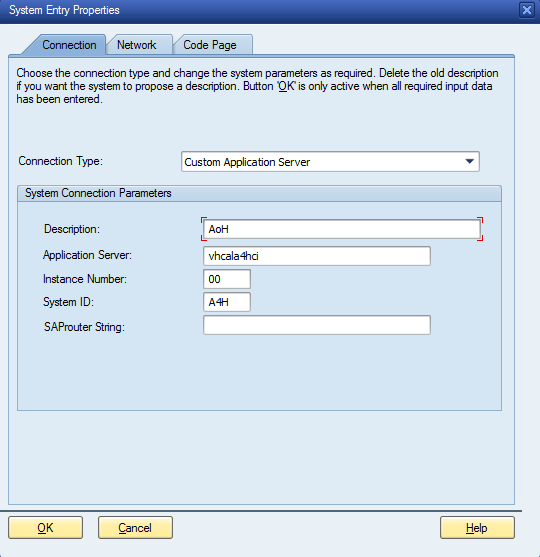 System Entry Properties
Connection Network Code Page
Choose the connection type and change the system parameters as required. Delete the old description
if you want the system to propose a description. Button 'OK' is only active when all required input data
has been entered.
Connection Type: Custom Application Server
System Connection Parameters
Description: AoH
Application Server: vhcala4hci
Instance Number: 00
System ID: A4H
SAProuter String:
OK Cancel Help